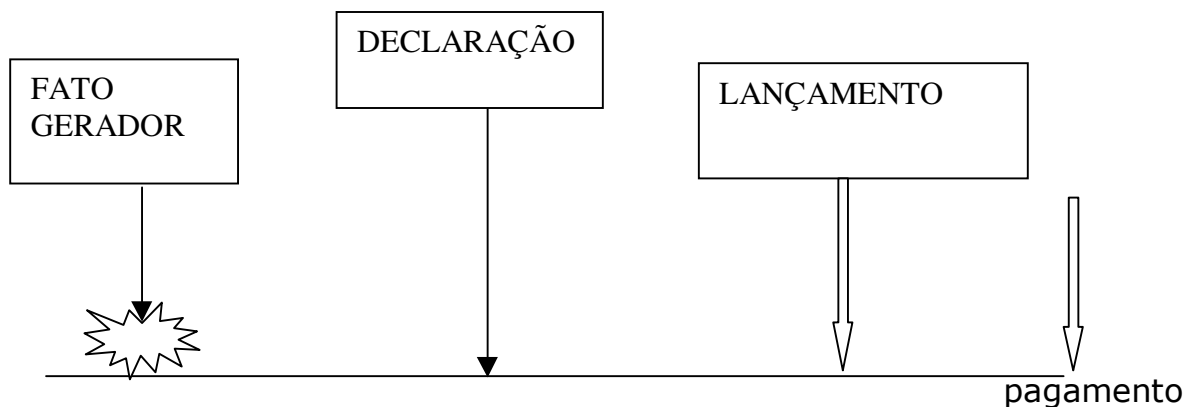 FATO
GERADOR
DECLARAÇÃO
LANÇAMENTO
pagamento